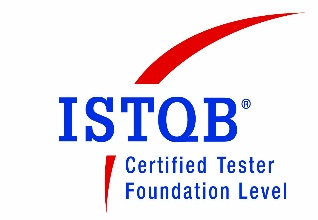 ISTQB®
Certified Tester
Foundation Level